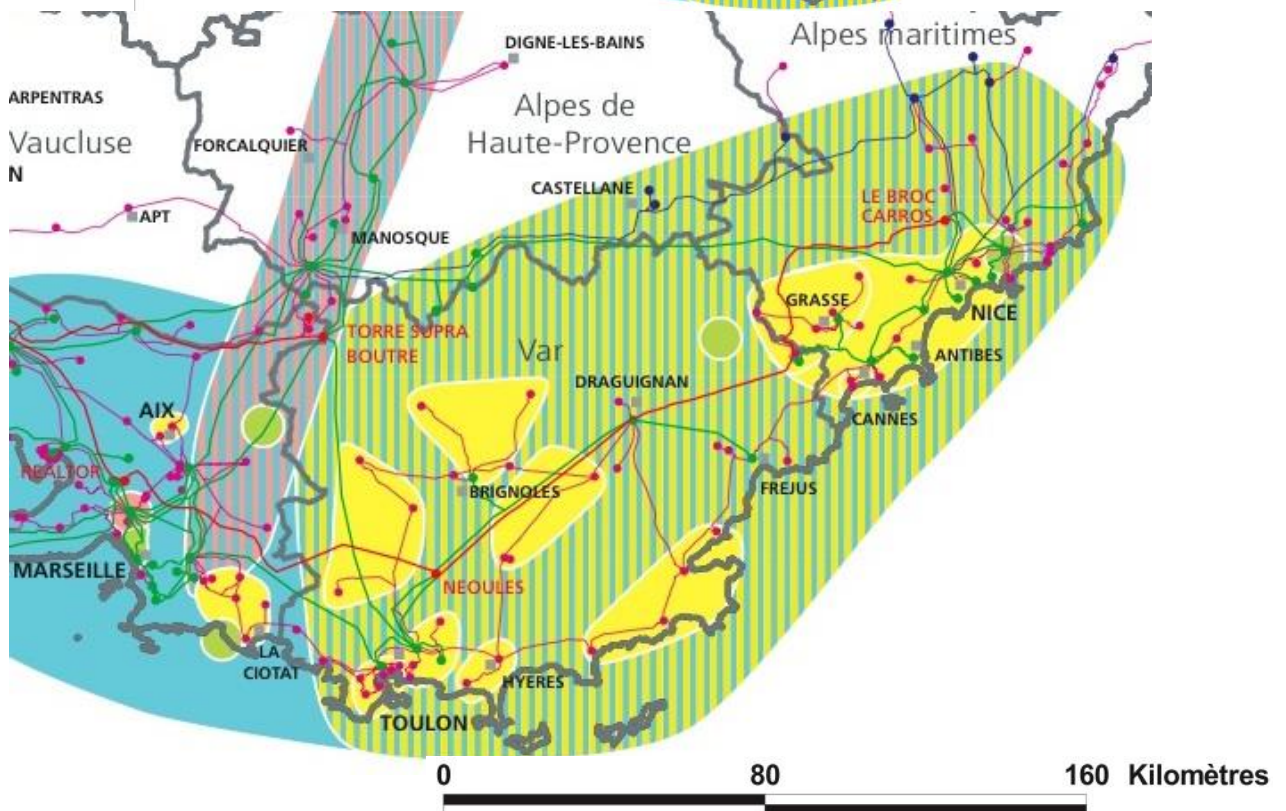 DIGNE-LES-BAINS
Alpes maritimes
ARPENTRAS
Alpes de
Haute-Provence
Vaucluse
FORCALQUIER
N
CASTELLANE
LE BROC
CARROS
APT
MANOSQUE
GRASSE
NICE
TORRE SUPRA
BOUTRE
Var
ANTIBES
DRAGUIGNAN
AIX
CANNES
REALTOR
BRIGNOLES
FREJUS
MARSEILLE
NEOULES
LA
CIOTAT
HYERES
TOULON
0 80 160 Kilomètres